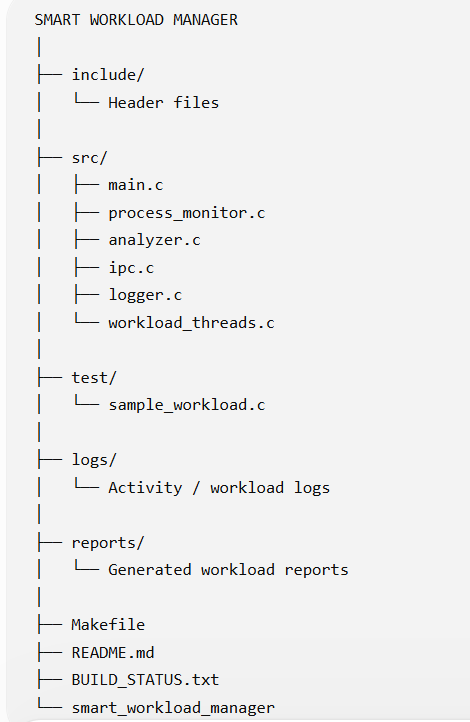 SMART WORKLOAD MANAGER
│
├── include/
│   └── Header files
│
├── src/
│   ├── main.c
│   ├── process_monitor.c
│   ├── analyzer.c
│   ├── ipc.c
│   ├── logger.c
│   └── workload_threads.c
│
├── test/
│   └── sample_workload.c
│
├── logs/
│   └── Activity / workload logs
│
├── reports/
│   └── Generated workload reports
│
├── Makefile
├── README.md
├── BUILD_STATUS.txt
└── smart_workload_manager